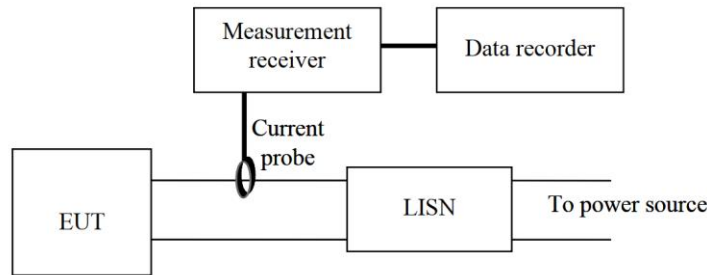 Measurement
receiver
Data recorder
Current
probe
EUT
LISN
To power source